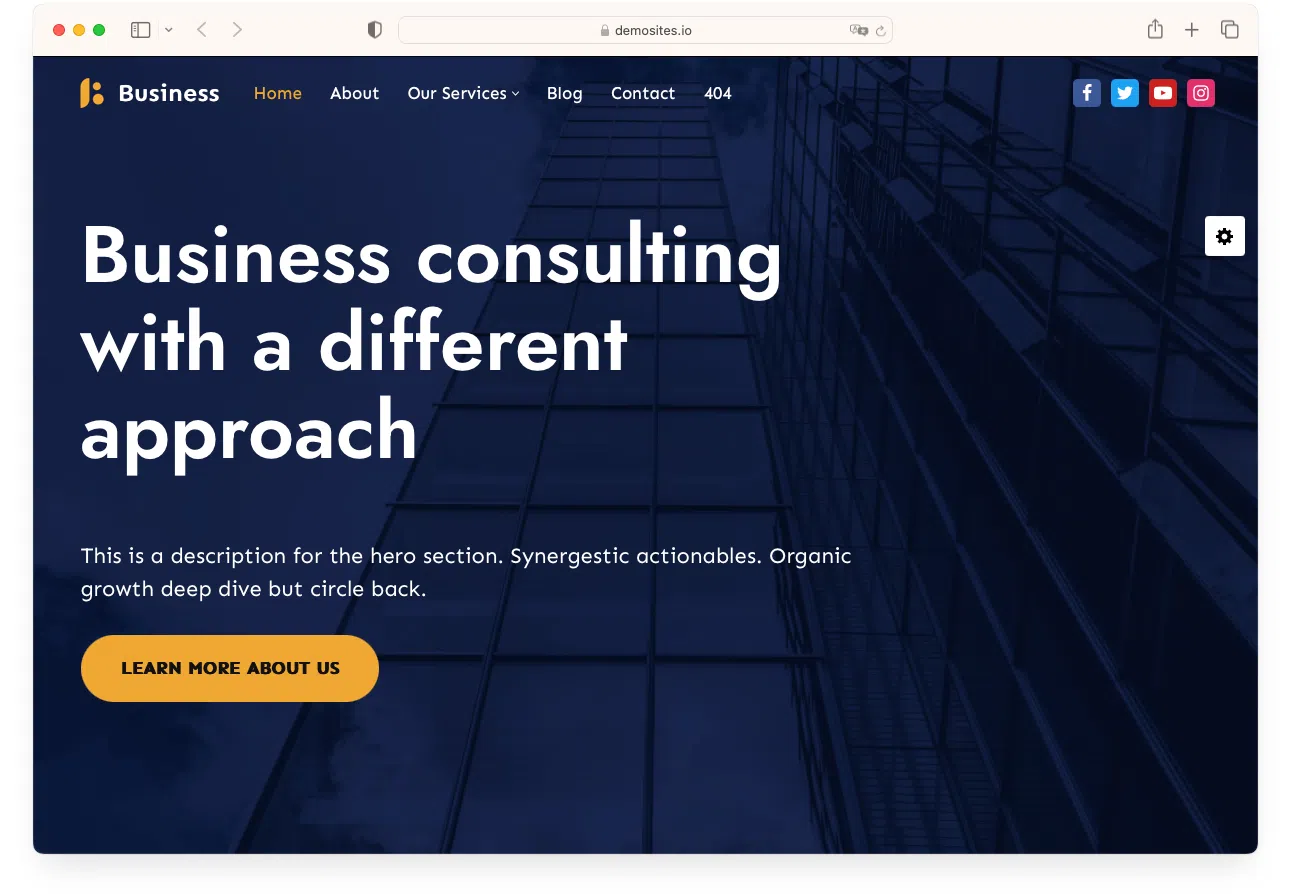 demosites.io
Business Home About Our Services Blog Contact 404
Business consulting
with a different
approach
This is a description for the hero section. Synergestic actionables. Organic
growth deep dive but circle back.
LEARN MORE ABOUT US